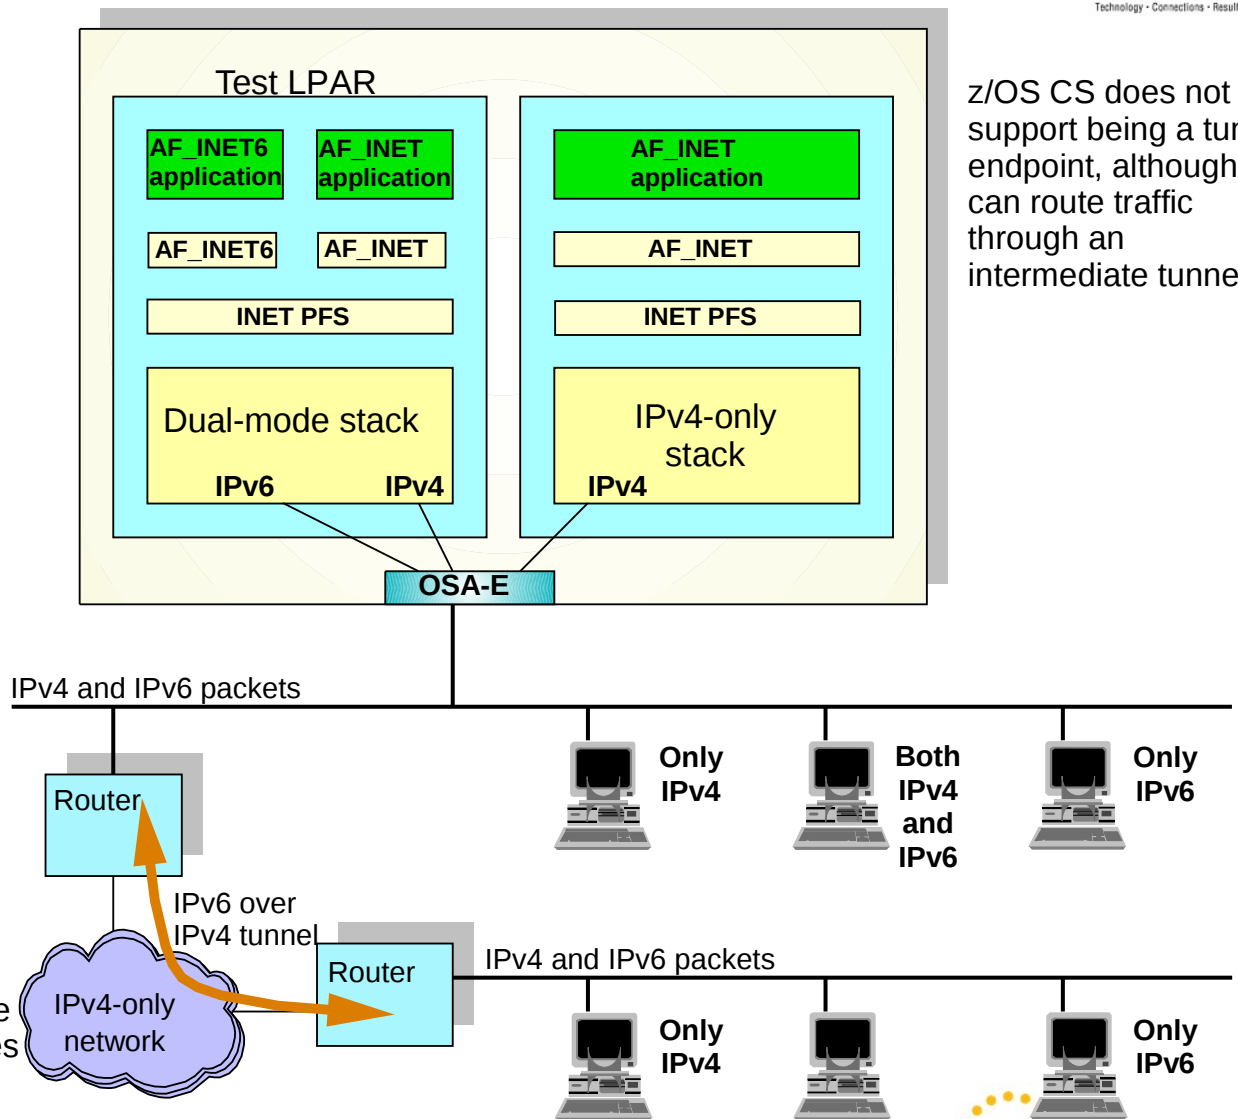 Technology - Connections - Results
Test LPAR
z/OS CS does not
support being a
endpoint, although
can route traffic
through an
intermediate
AF_INET6
application
AF_INET
application
AF_INET
application
AF_INET6
AF_INET
AF_INET
INET PFS
INET PFS
Dual-mode stack
IPv6
IPv4
IPv4-only
stack
IPv4
OSA-E
IPv4 and IPv6 packets
Only
IPv4
Both
IPv4
and
IPv6
Only
IPv6
Router
IPv6 over
IPv4 tunnel
Router
IPv4 and IPv6 packets
IPv4-only
network
Only
IPv4
Only
IPv6